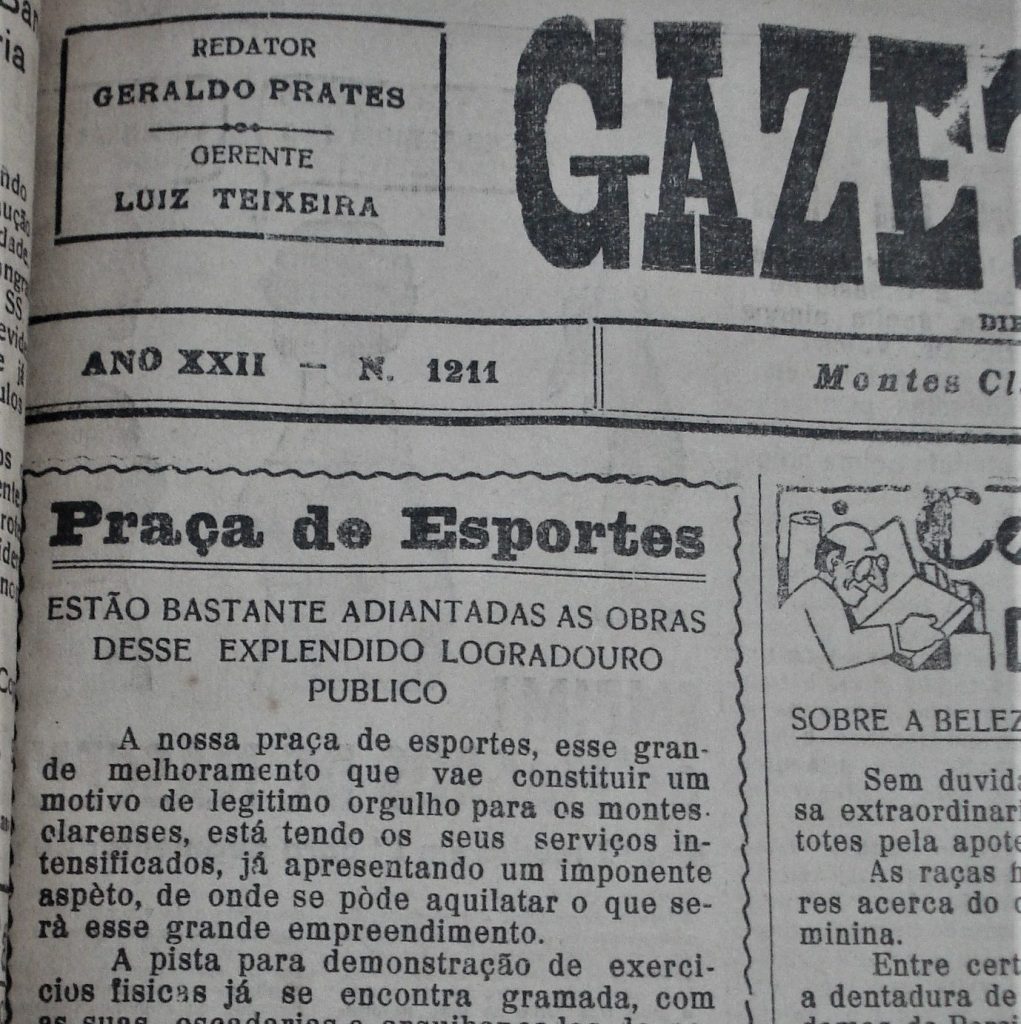 REDATOR
GERALDO PRATES
GERENTE
LUIZ TEIXEIRA
ANO XXII — N. 1211
Praça de Esportes
ESTÃO BASTANTE ADIANTADAS AS OBRAS
DESSE EXPLENDIDO LOGRADOURO
PUBLICO
A nossa praça de esportes, esse gran-
de melhoramento que vae constituir um
motivo de legitimo orgulho para os montes-
clarenses, está tendo os seus serviços in-
tensificados, já apresentando um imponente
aspèto, de onde se pòde aquilatar o que se-
rà esse grande empreendimento.
A pista para demonstração de exerci-
cios fisicas já se encontra gramada, com
as suas
GAZE
Montes Cl
SOBRE A BELEZ
Sem duvida
sa extraordinari
totes pela apote
As raças
res acerca do
minina.
Entre cert
a dentadura de